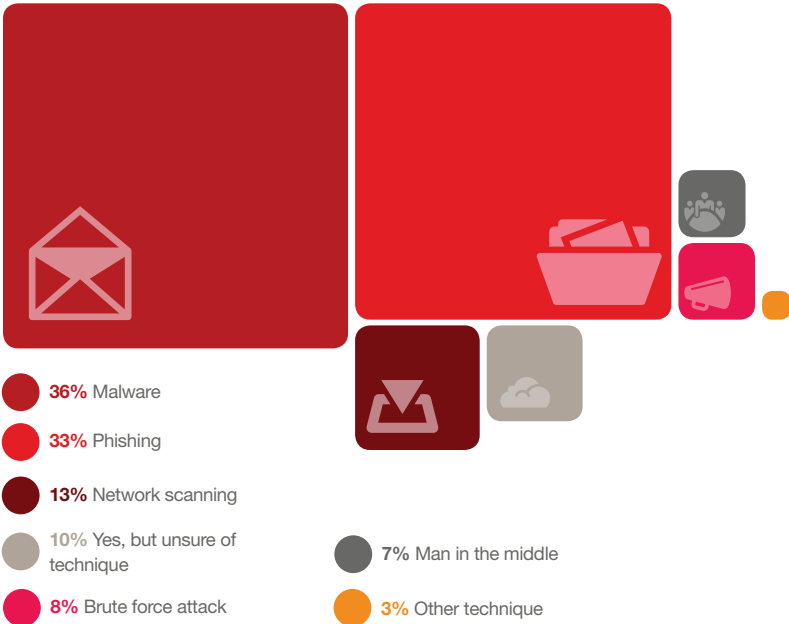 36% Malware
33% Phishing
13% Network scanning
10% Yes, but unsure of
technique
8% Brute force attack
7% Man in the middle
3% Other technique